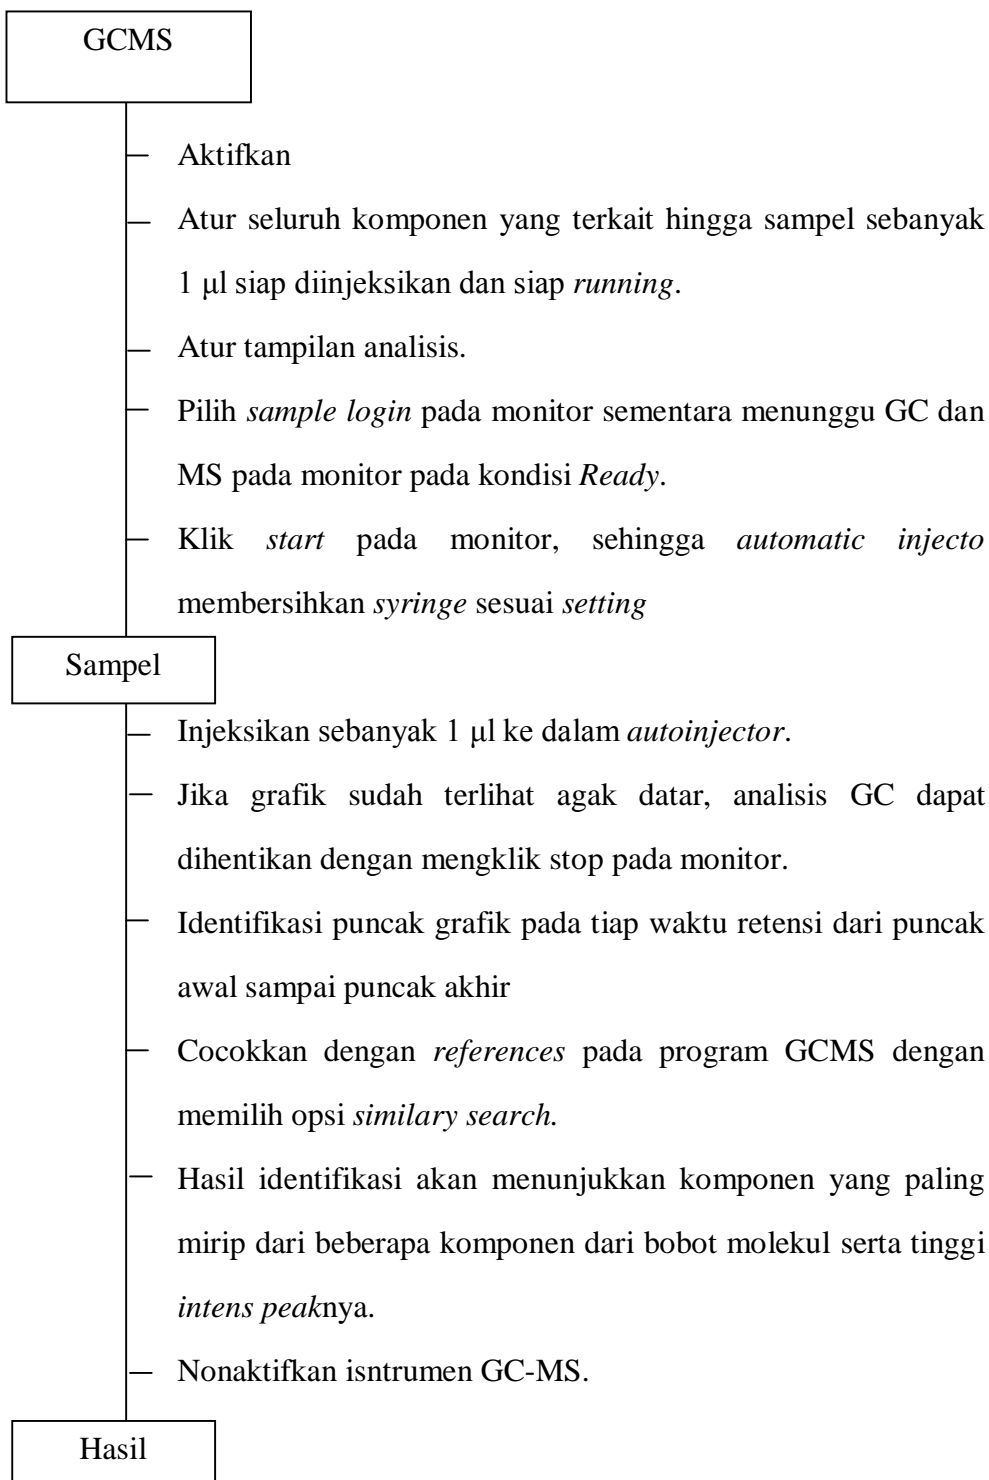 GCMS
Aktifkan
Atur seluruh komponen yang terkait hingga sampel sebanyak
1 µl siap diinjeksikan dan siap running.
Atur tampilan analisis.
Pilih sample login pada monitor sementara menunggu GC dan
MS pada monitor pada kondisi Ready.
Klik start pada monitor, sehingga automatic injecto
membersihkan syringe sesuai setting
Sampel
Injeksikan sebanyak 1 µl ke dalam autoinjector.
Jika grafik sudah terlihat agak datar, analisis GC dapat
dihentikan dengan mengklik stop pada monitor.
Identifikasi puncak grafik pada tiap waktu retensi dari puncak
awal sampai puncak akhir
Cocokkan dengan references pada program GCMS dengan
memilih opsi similary search.
Hasil identifikasi akan menunjukkan komponen yang paling
mirip dari beberapa komponen dari bobot molekul serta tinggi
intens peaknya.
Nonaktifkan isntrumen GC-MS.
Hasil